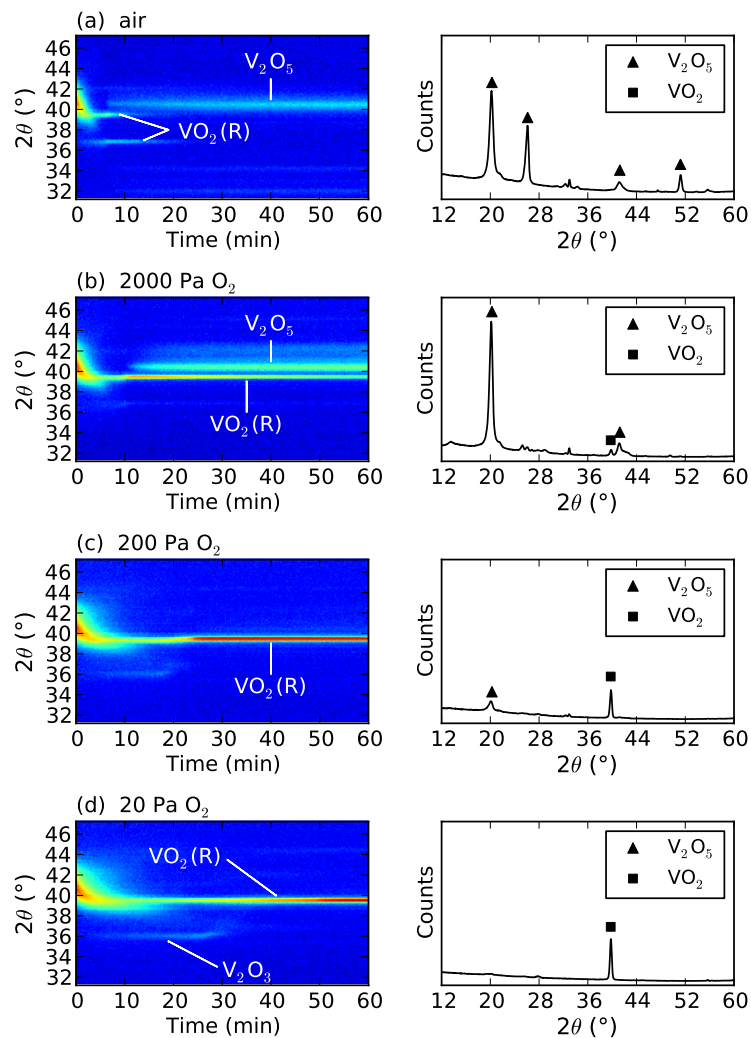 (a) air
46
44
42
40
38
36
34
32
2θ (°)
V₂O₅
VO₂(R)
0 10 20 30 40 50 60
Time (min)
Counts
▲ V₂O₅
■ VO₂
12 20 28 36 44 52 60
2θ (°)
(b) 2000 Pa O₂
46
44
42
40
38
36
34
32
2θ (°)
V₂O₅
VO₂(R)
0 10 20 30 40 50 60
Time (min)
Counts
▲ V₂O₅
■ VO₂
12 20 28 36 44 52 60
2θ (°)
(c) 200 Pa O₂
46
44
42
40
38
36
34
32
2θ (°)
VO₂(R)
0 10 20 30 40 50 60
Time (min)
Counts
▲ V₂O₅
■ VO₂
12 20 28 36 44 52 60
2θ (°)
(d) 20 Pa O₂
46
44
42
40
38
36
34
32
2θ (°)
VO₂(R)
V₂O₃
0 10 20 30 40 50 60
Time (min)
Counts
▲ V₂O₅
■ VO₂
12 20 28 36 44 52 60
2θ (°)